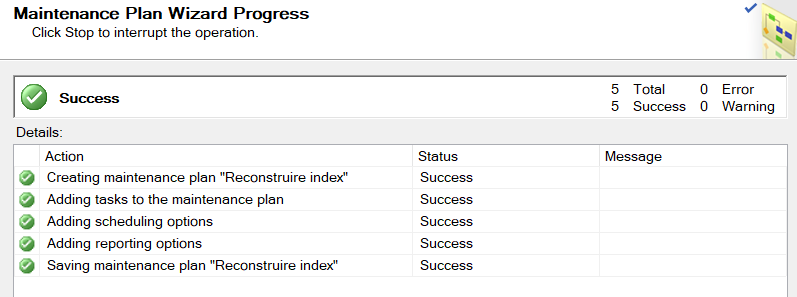 Maintenance Plan Wizard Progress
Click Stop to interrupt the operation.
Success
5 Total 0 Error
5 Success 0 Warning
Details:
Action Status Message
Creating maintenance plan "Reconstruire index" Success
Adding tasks to the maintenance plan Success
Adding scheduling options Success
Adding reporting options Success
Saving maintenance plan "Reconstruire index" Success